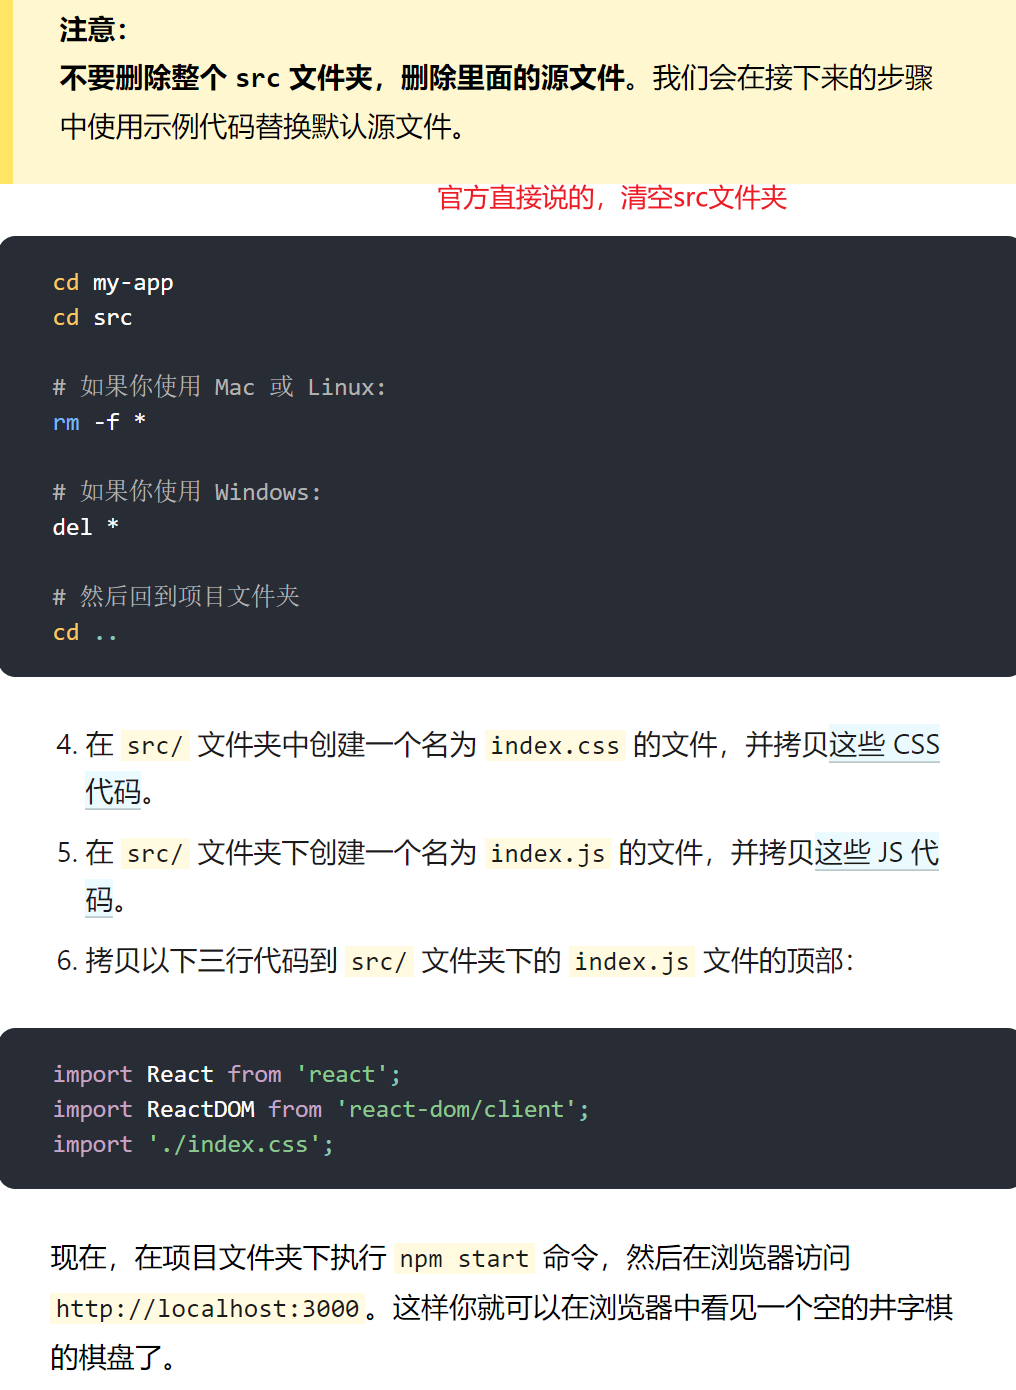 注意：
不要删除整个 src 文件夹，删除里面的源文件。我们会在接下来的步骤
中使用示例代码替换默认源文件。
官方直接说的，清空src文件夹
cd my-app
cd src
# 如果你使用 Mac 或 Linux:
rm -f *
# 如果你使用 Windows:
del *
# 然后回到项目文件夹
cd ..
4. 在 src/ 文件夹中创建一个名为 index.css 的文件，并拷贝这些 CSS
代码。
5. 在 src/ 文件夹下创建一个名为 index.js 的文件，并拷贝这些 JS 代
码。
6. 拷贝以下三行代码到 src/ 文件夹下的 index.js 文件的顶部：
import React from 'react';
import ReactDOM from 'react-dom/client';
import './index.css';
现在，在项目文件夹下执行 npm start 命令，然后在浏览器访问
http://localhost:3000。这样你就可以在浏览器中看见一个空的井字棋
的棋盘了。